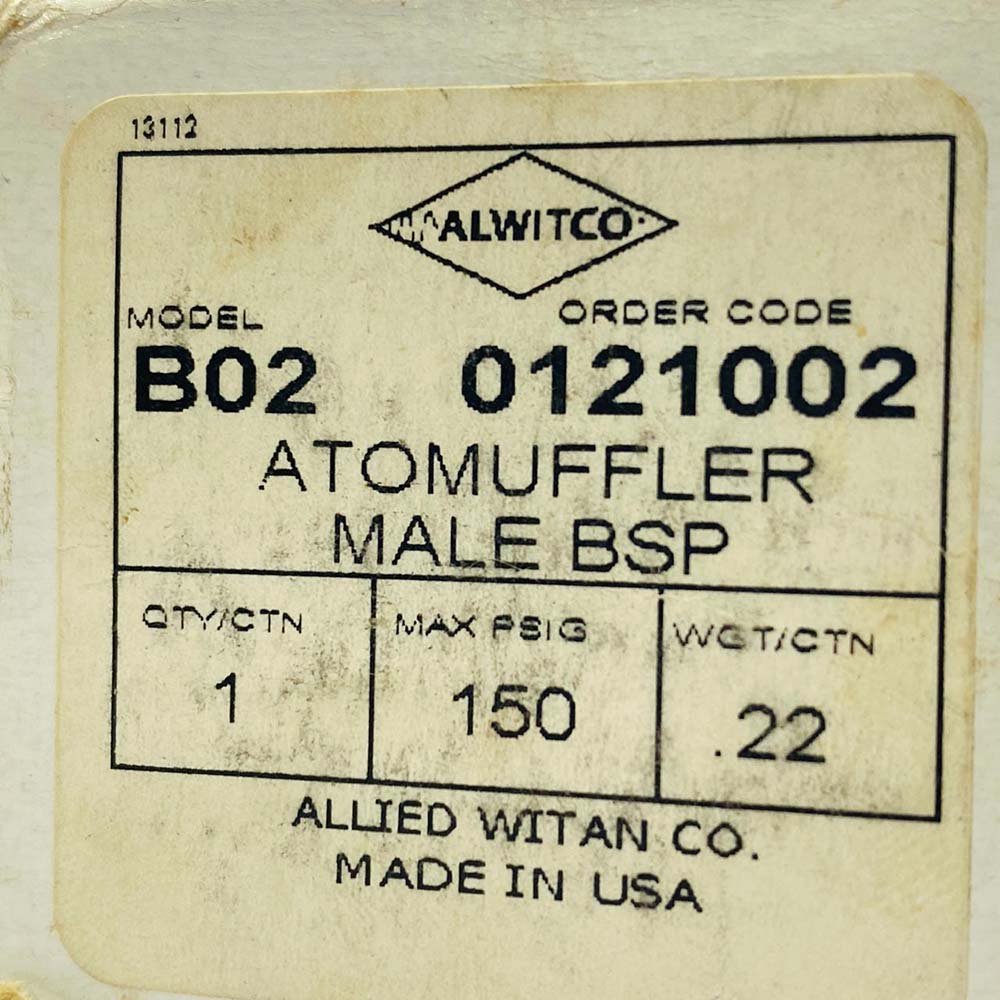 13112
ALWITCO
MODEL ORDER CODE
B02 0121002
ATOMUFFLER
MALE BSP
QTY/CTN MAX PSIG WGT/CTN
1 150 .22
ALLIED WITAN CO.
MADE IN USA